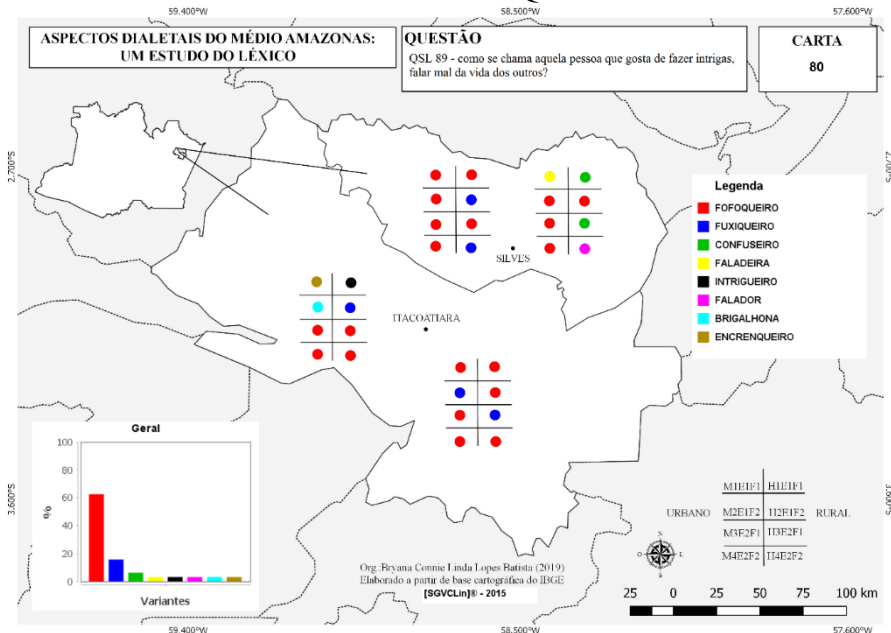 59.400°W
58.500°W
57.600°W
ASPECTOS DIALETAIS DO MÉDIO AMAZONAS:
UM ESTUDO DO LÉXICO
QUESTÃO
QSL 89 - como se chama aquela pessoa que gosta de fazer intrigas,
falar mal da vida dos outros?
CARTA
80
2.700°S
2.700°S
Legenda
FOFOQUEIRO
FUXIQUEIRO
CONFUSEIRO
FALADEIRA
INTRIGUEIRO
FALADOR
BRIGALHONA
ENCRENQUEIRO
SILVES
ITACOATIARA
Geral
100
80
60
40
20
0
%
Variantes
3.600°S
3.600°S
M1E1F1 H1E1F1
URBANO M2E1F2 H2E1F2 RURAL
M3E2F1 H3E2F1
M4E2F2 H4E2F2
N
O L
S
Org.:Bryana Connie Linda Lopes Batista (2019)
Elaborado a partir de base cartográfica do IBGE
[SGVCLin]® - 2015
25 0 25 50 75 100 km
59.400°W
58.500°W
57.600°W